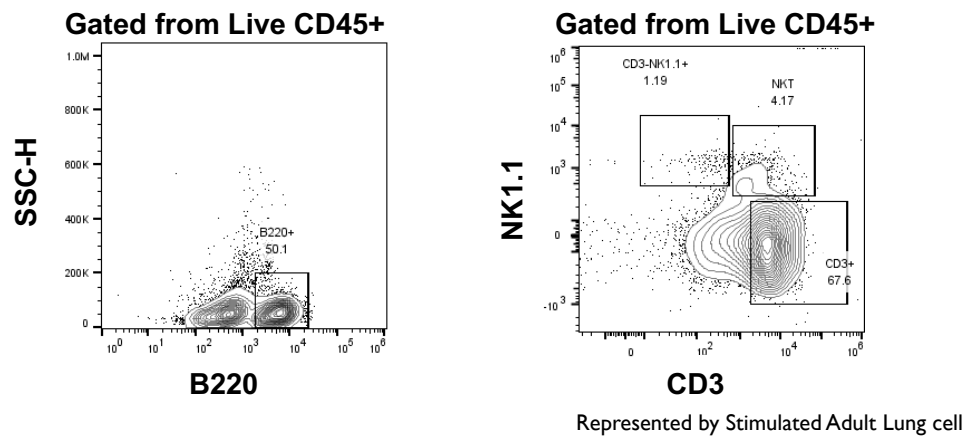 Gated from Live CD45+
SSC-H
1.0M
800K
600K
400K
200K
0
B220+
50.1
10^0 10^1 10^2 10^3 10^4 10^5 10^6
B220
Gated from Live CD45+
NK1.1
10^6
10^5
10^4
10^3
0
-10^3
CD3-NK1.1+
1.19
NKT
4.17
CD3+
67.6
0 10^2 10^4 10^6
CD3
Represented by Stimulated Adult Lung cell